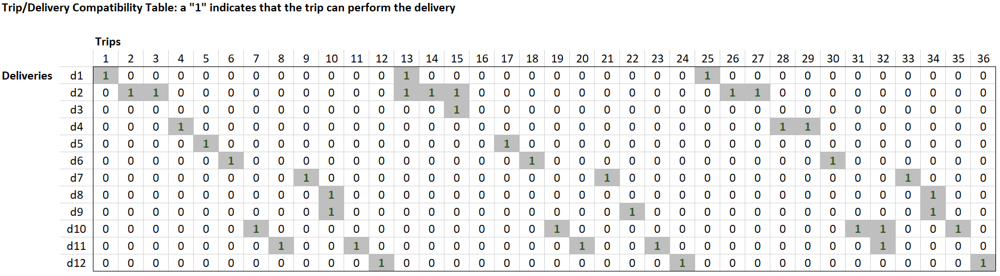 Trip/Delivery Compatibility Table: a "1" indicates that the trip can perform the delivery
Trips
1 2 3 4 5 6 7 8 9 10 11 12 13 14 15 16 17 18 19 20 21 22 23 24 25 26 27 28 29 30 31 32 33 34 35 36
Deliveries d1 1 0 0 0 0 0 0 0 0 0 0 0 1 0 0 0 0 0 0 0 0 0 0 0 1 0 0 0 0 0 0 0 0 0 0 0
d2 0 1 1 0 0 0 0 0 0 0 0 0 1 1 1 0 0 0 0 0 0 0 0 0 0 1 1 0 0 0 0 0 0 0 0 0
d3 0 0 0 0 0 0 0 0 0 0 0 0 0 0 1 0 0 0 0 0 0 0 0 0 0 0 0 0 0 0 0 0 0 0 0 0
d4 0 0 0 1 0 0 0 0 0 0 0 0 0 0 0 0 0 0 0 0 0 0 0 0 0 0 0 1 1 0 0 0 0 0 0 0
d5 0 0 0 0 1 0 0 0 0 0 0 0 0 0 0 0 1 0 0 0 0 0 0 0 0 0 0 0 0 0 0 0 0 0 0 0
d6 0 0 0 0 0 1 0 0 0 0 0 0 0 0 0 0 0 1 0 0 0 0 0 0 0 0 0 0 0 1 0 0 0 0 0 0
d7 0 0 0 0 0 0 0 0 1 0 0 0 0 0 0 0 0 0 0 0 1 0 0 0 0 0 0 0 0 0 0 0 1 0 0 0
d8 0 0 0 0 0 0 0 0 0 1 0 0 0 0 0 0 0 0 0 0 0 0 0 0 0 0 0 0 0 0 0 0 0 1 0 0
d9 0 0 0 0 0 0 0 0 0 1 0 0 0 0 0 0 0 0 0 0 0 1 0 0 0 0 0 0 0 0 0 0 0 1 0 0
d10 0 0 0 0 0 0 1 0 0 0 0 0 0 0 0 0 0 0 1 0 0 0 0 0 0 0 0 0 0 0 1 1 0 0 1 0
d11 0 0 0 0 0 0 0 1 0 0 1 0 0 0 0 0 0 0 0 1 0 0 1 0 0 0 0 0 0 0 0 1 0 0 0 0
d12 0 0 0 0 0 0 0 0 0 0 0 1 0 0 0 0 0 0 0 0 0 0 0 1 0 0 0 0 0 0 0 0 0 0 0 1